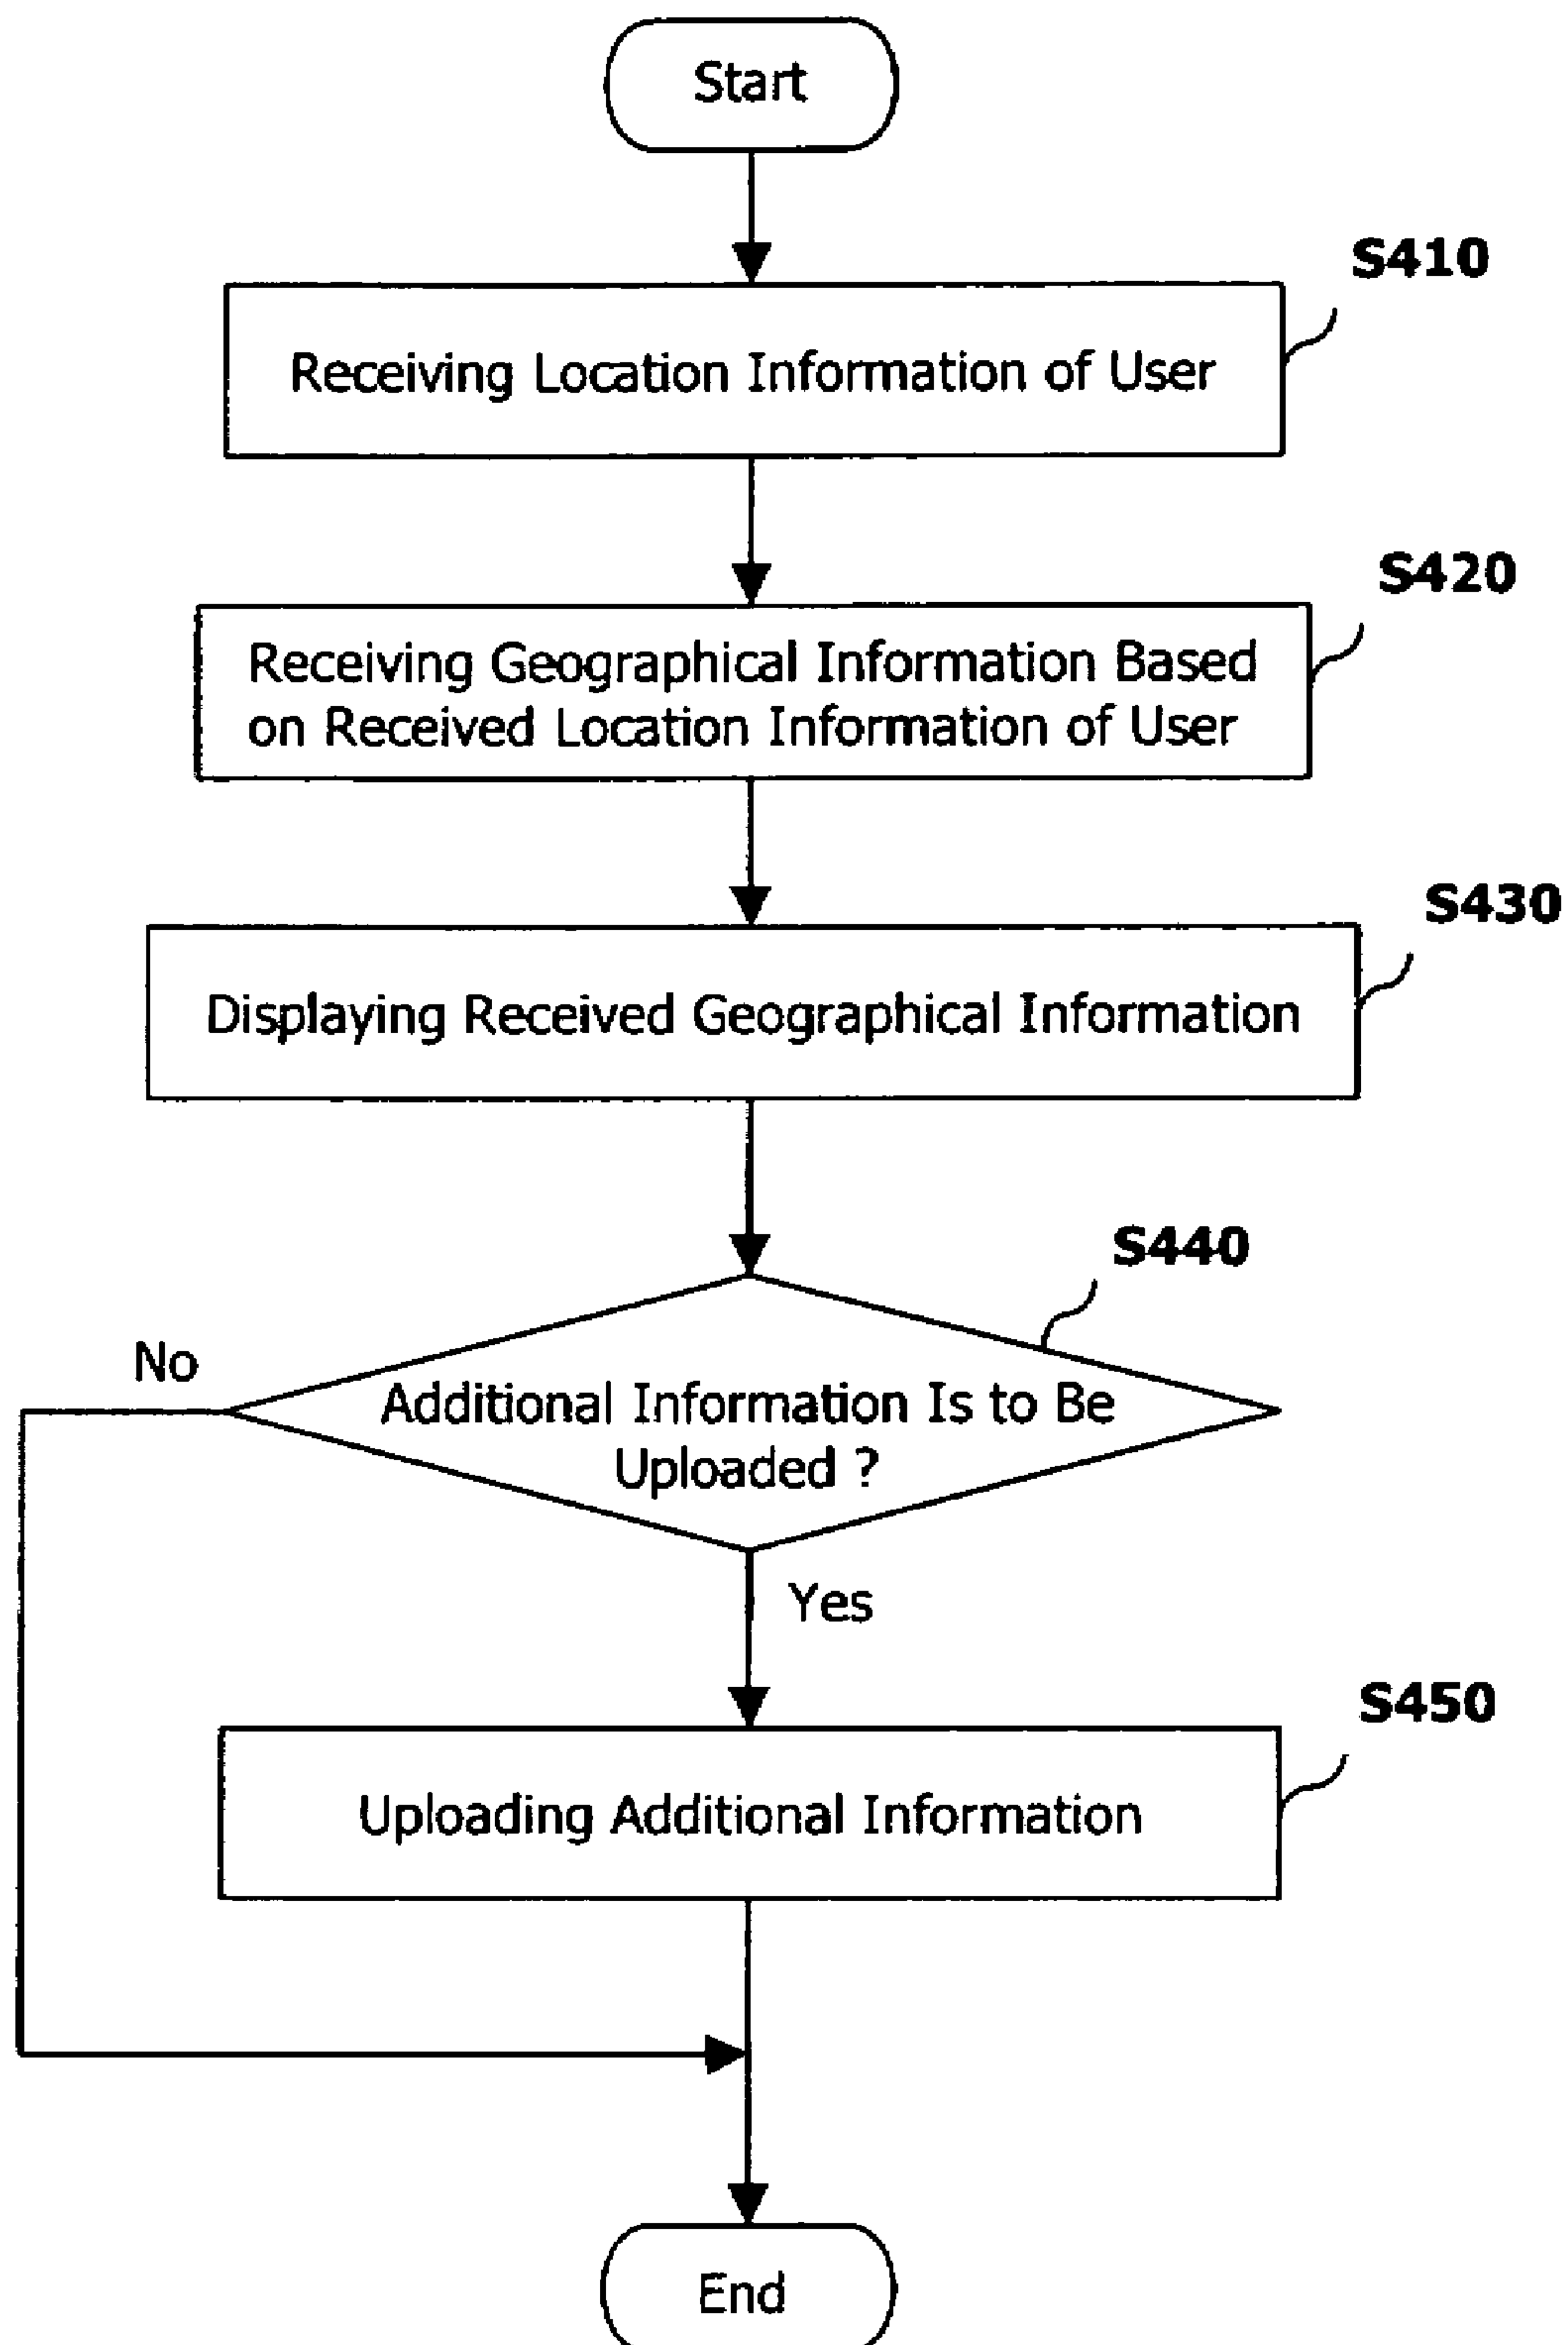 Start
S410
Receiving Location Information of User
S420
Receiving Geographical Information Based
on Received Location Information of User
S430
Displaying Received Geographical Information
S440
No
Additional Information Is to Be
Uploaded ?
Yes
S450
Uploading Additional Information
End